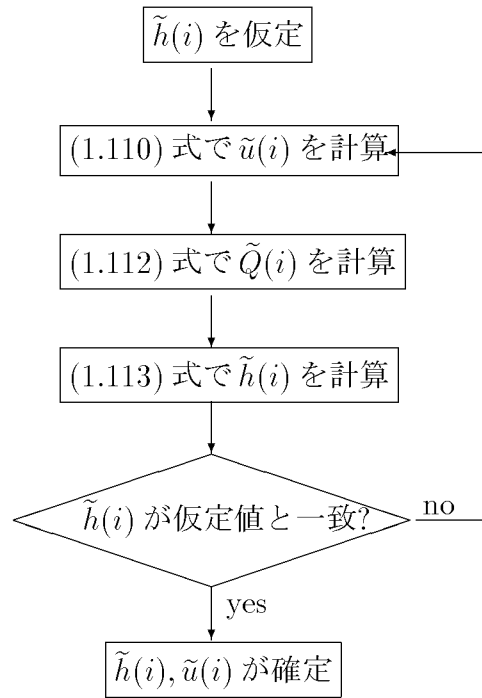 h̃(i) を仮定
(1.110) 式で ũ(i) を計算
(1.112) 式で Q̃(i) を計算
(1.113) 式で h̃(i) を計算
h̃(i) が仮定値と一致?
no
yes
h̃(i), ũ(i) が確定